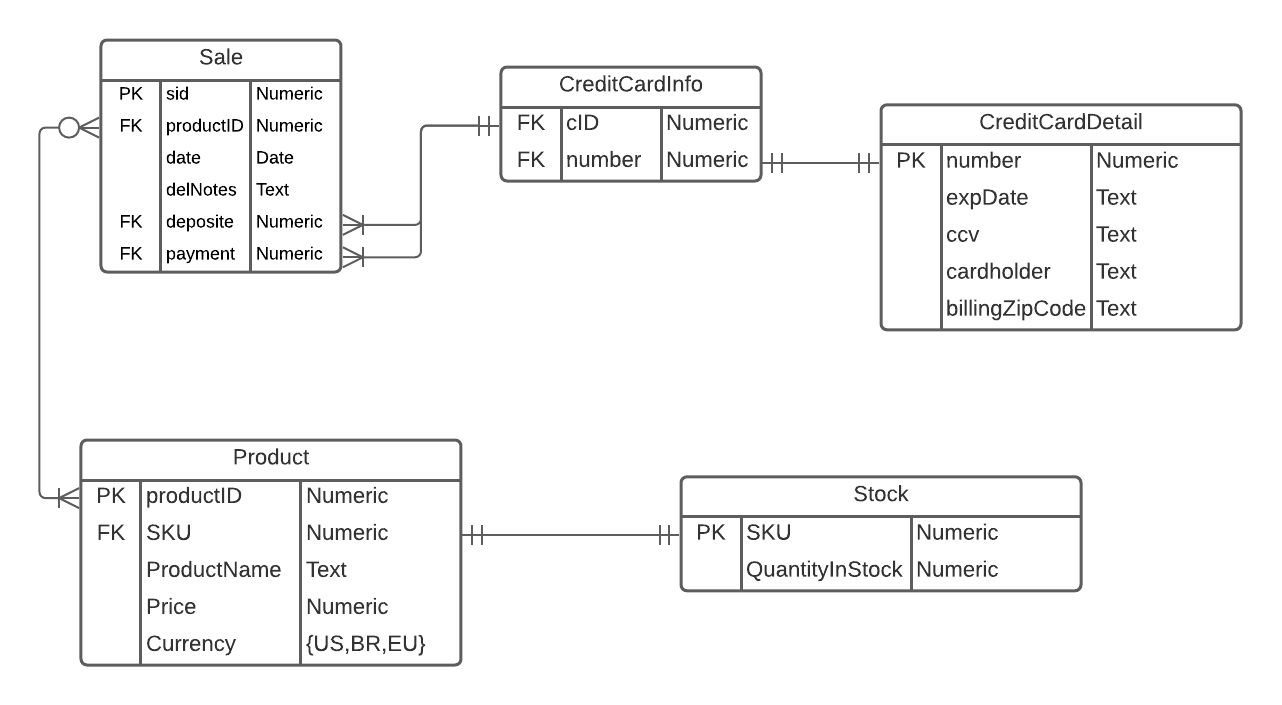 Sale
PK sid Numeric
FK productID Numeric
date Date
delNotes Text
FK deposite Numeric
FK payment Numeric
CreditCardInfo
FK cID Numeric
FK number Numeric
CreditCardDetail
PK number Numeric
expDate Text
ccv Text
cardholder Text
billingZipCode Text
Product
PK productID Numeric
FK SKU Numeric
ProductName Text
Price Numeric
Currency {US,BR,EU}
Stock
PK SKU Numeric
QuantityInStock Numeric